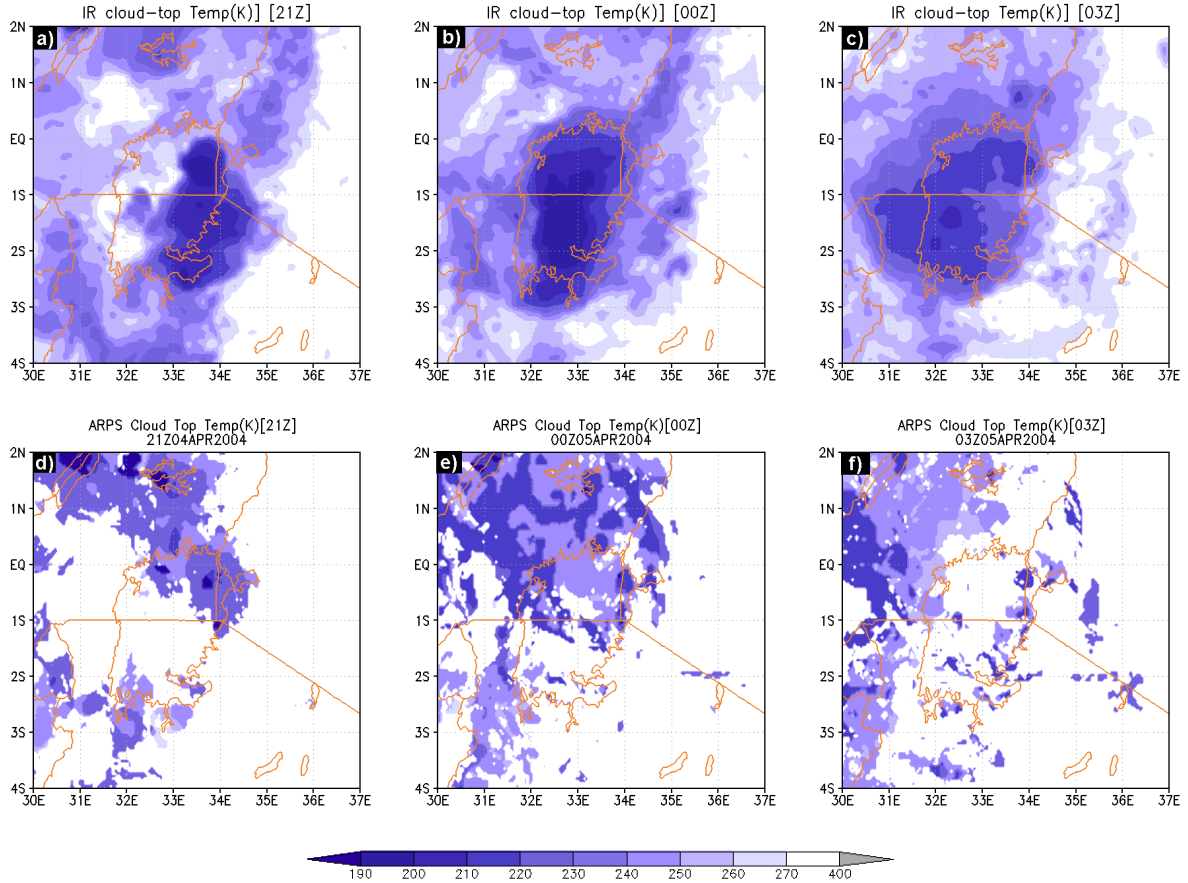 IR cloud-top Temp(K)] [21Z]
IR cloud-top Temp(K)] [00Z]
IR cloud-top Temp(K)] [03Z]
a)
b)
c)
2N 2N 2N
1N 1N 1N
EQ EQ EQ
1S 1S 1S
2S 2S 2S
3S 3S 3S
4S 4S 4S
30E 31E 32E 33E 34E 35E 36E 37E
30E 31E 32E 33E 34E 35E 36E 37E
30E 31E 32E 33E 34E 35E 36E 37E
ARPS Cloud Top Temp(K)[21Z]
21Z04APR2004
ARPS Cloud Top Temp(K)[00Z]
00Z05APR2004
ARPS Cloud Top Temp(K)[03Z]
03Z05APR2004
d)
e)
f)
2N 2N 2N
1N 1N 1N
EQ EQ EQ
1S 1S 1S
2S 2S 2S
3S 3S 3S
4S 4S 4S
30E 31E 32E 33E 34E 35E 36E 37E
30E 31E 32E 33E 34E 35E 36E 37E
30E 31E 32E 33E 34E 35E 36E 37E
190 200 210 220 230 240 250 260 270 400